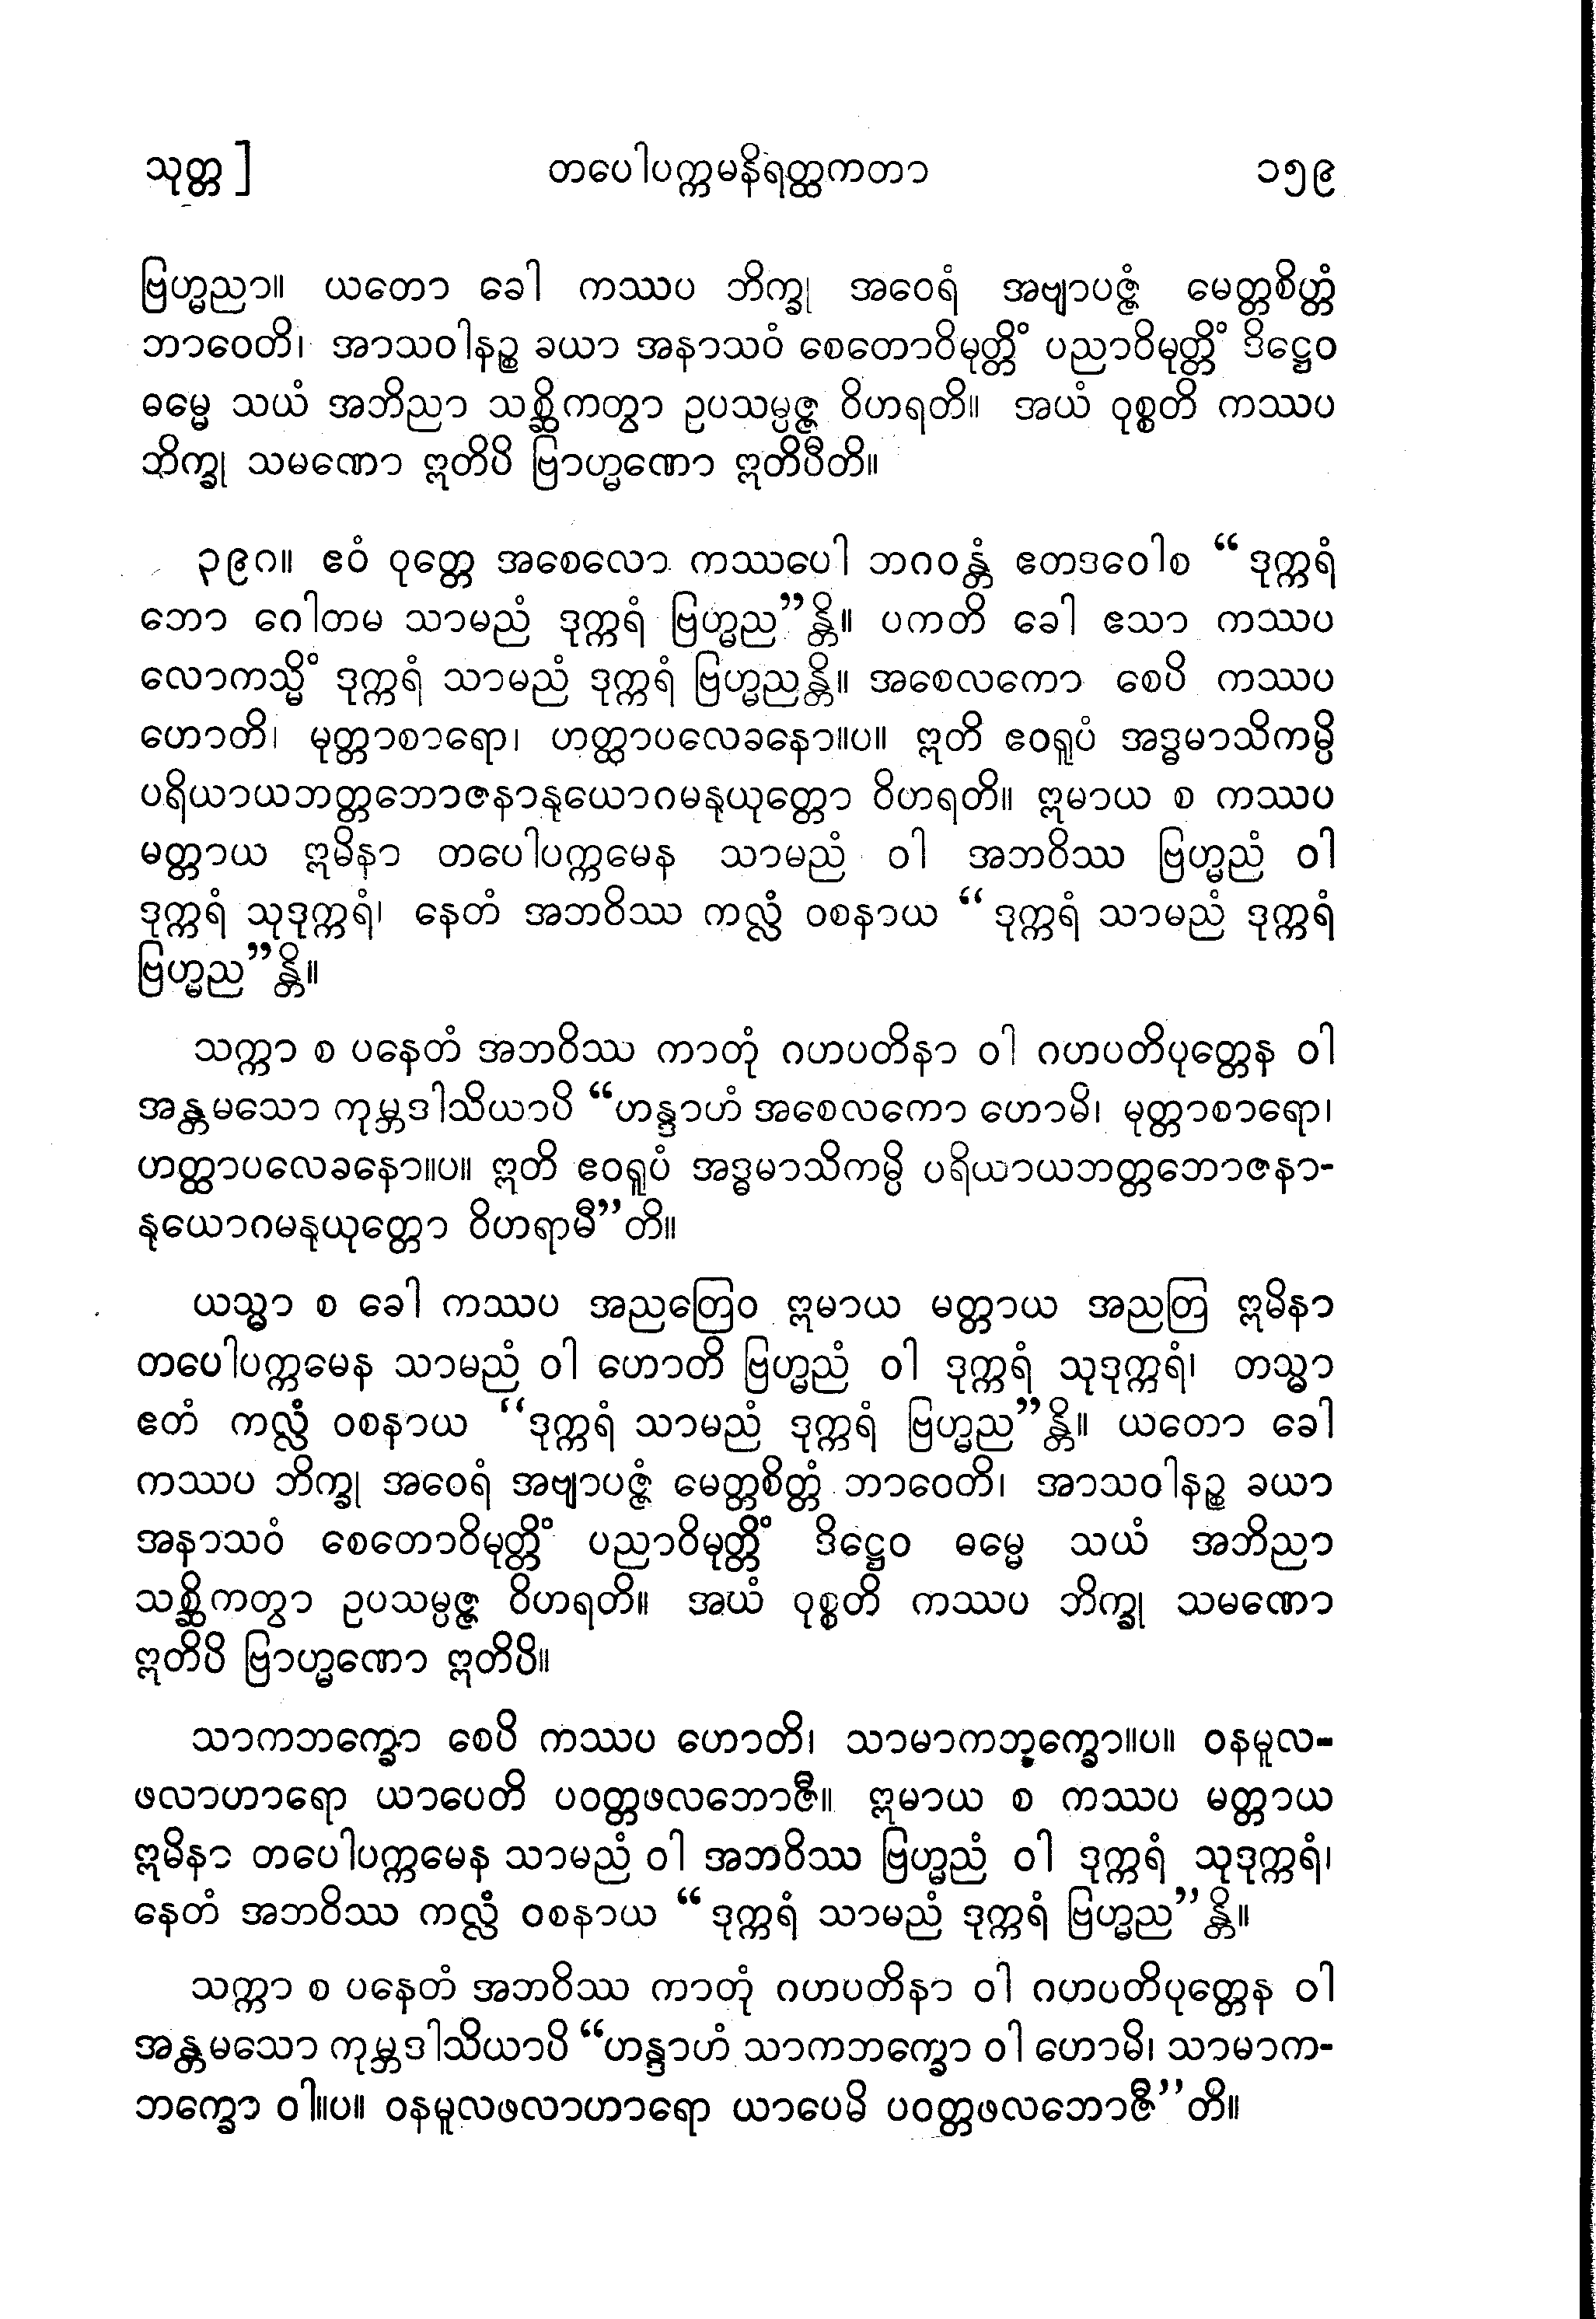 သုတ္တ ] တပေါပက္ကမနိရတ္ထကတာ ၁၅၉
ဗြဟ္မညာ။ ယတော ခေါ ကဿပ ဘိက္ခု အဝေရံ အဗျာပဇ္ဇံ မေတ္တစိတ္တံ
ဘာဝေတိ၊ အာသဝါနဉ္စ ခယာ အနာသဝံ စေတောဝိမုတ္တိံ ပညာဝိမုတ္တိံ ဒိဋ္ဌေဝ
ဓမ္မေ သယံ အဘိညာ သစ္ဆိကတွာ ဥပသမ္ပဇ္ဇ ဝိဟရတိ။ အယံ ဝုစ္စတိ ကဿပ
ဘိက္ခု သမဏော ဣတိပိ ဗြာဟ္မဏော ဣတိပီတိ။
၃၉ဂ။ ဧဝံ ဝုတ္တေ အစေလော ကဿပေါ ဘဂဝန္တံ ဧတဒဝေါစ “ ဒုက္ကရံ
ဘော ဂေါတမ သာမညံ ဒုက္ကရံ ဗြဟ္မည”န္တိ။ ပကတိ ခေါ ဧသာ ကဿပ
လောကသ္မိံ ဒုက္ကရံ သာမညံ ဒုက္ကရံ ဗြဟ္မညန္တိ။ အစေလကော စေပိ ကဿပ
ဟောတိ၊ မုတ္တာစာရော၊ ဟတ္ထာပလေခနော။ပ။ ဣတိ ဧဝရူပံ အဒ္ဓမာသိကမ္ပိ
ပရိယာယဘတ္တဘောဇနာနုယောဂမနုယုတ္တော ဝိဟရတိ။ ဣမာယ စ ကဿပ
မတ္တာယ ဣမိနာ တပေါပက္ကမေန သာမညံ ဝါ အဘဝိဿ ဗြဟ္မညံ ဝါ
ဒုက္ကရံ သုဒုက္ကရံ၊ နေတံ အဘဝိဿ ကလ္လံ ဝစနာယ “ ဒုက္ကရံ သာမညံ ဒုက္ကရံ
ဗြဟ္မည”န္တိ။
သက္ကာ စ ပနေတံ အဘဝိဿ ကာတုံ ဂဟပတိနာ ဝါ ဂဟပတိပုတ္တေန ဝါ
အန္တမသော ကုမ္ဘဒါသိယာပိ “ဟန္ဒာဟံ အစေလကော ဟောမိ၊ မုတ္တာစာရော၊
ဟတ္ထာပလေခနော။ပ။ ဣတိ ဧဝရူပံ အဒ္ဓမာသိကမ္ပိ ပရိယာယဘတ္တဘောဇနာ-
နုယောဂမနုယုတ္တော ဝိဟရာမီ”တိ။
ယသ္မာ စ ခေါ ကဿပ အညတြေဝ ဣမာယ မတ္တာယ အညတြ ဣမိနာ
တပေါပက္ကမေန သာမညံ ဝါ ဟောတိ ဗြဟ္မညံ ဝါ ဒုက္ကရံ သုဒုက္ကရံ၊ တသ္မာ
ဧတံ ကလ္လံ ဝစနာယ “ဒုက္ကရံ သာမညံ ဒုက္ကရံ ဗြဟ္မည”န္တိ။ ယတော ခေါ
ကဿပ ဘိက္ခု အဝေရံ အဗျာပဇ္ဇံ မေတ္တစိတ္တံ ဘာဝေတိ၊ အာသဝါနဉ္စ ခယာ
အနာသဝံ စေတောဝိမုတ္တိံ ပညာဝိမုတ္တိံ ဒိဋ္ဌေဝ ဓမ္မေ သယံ အဘိညာ
သစ္ဆိကတွာ ဥပသမ္ပဇ္ဇ ဝိဟရတိ။ အယံ ဝုစ္စတိ ကဿပ ဘိက္ခု သမဏော
ဣတိပိ ဗြာဟ္မဏော ဣတိပိ။
သာကဘက္ခော စေပိ ကဿပ ဟောတိ၊ သာမာကဘက္ခော။ပ။ ဝနမူလ-
ဖလာဟာရော ယာပေတိ ပဝတ္တဖလဘောဇီ။ ဣမာယ စ ကဿပ မတ္တာယ
ဣမိနာ တပေါပက္ကမေန သာမညံ ဝါ အဘဝိဿ ဗြဟ္မညံ ဝါ ဒုက္ကရံ သုဒုက္ကရံ၊
နေတံ အဘဝိဿ ကလ္လံ ဝစနာယ “ ဒုက္ကရံ သာမညံ ဒုက္ကရံ ဗြဟ္မည”န္တိ။
သက္ကာ စ ပနေတံ အဘဝိဿ ကာတုံ ဂဟပတိနာ ဝါ ဂဟပတိပုတ္တေန ဝါ
အန္တမသော ကုမ္ဘဒါသိယာပိ “ဟန္ဒာဟံ သာကဘက္ခော ဝါ ဟောမိ၊ သာမာက-
ဘက္ခော ဝါ။ပ။ ဝနမူလဖလာဟာရော ယာပေမိ ပဝတ္တဖလဘောဇီ”တိ။